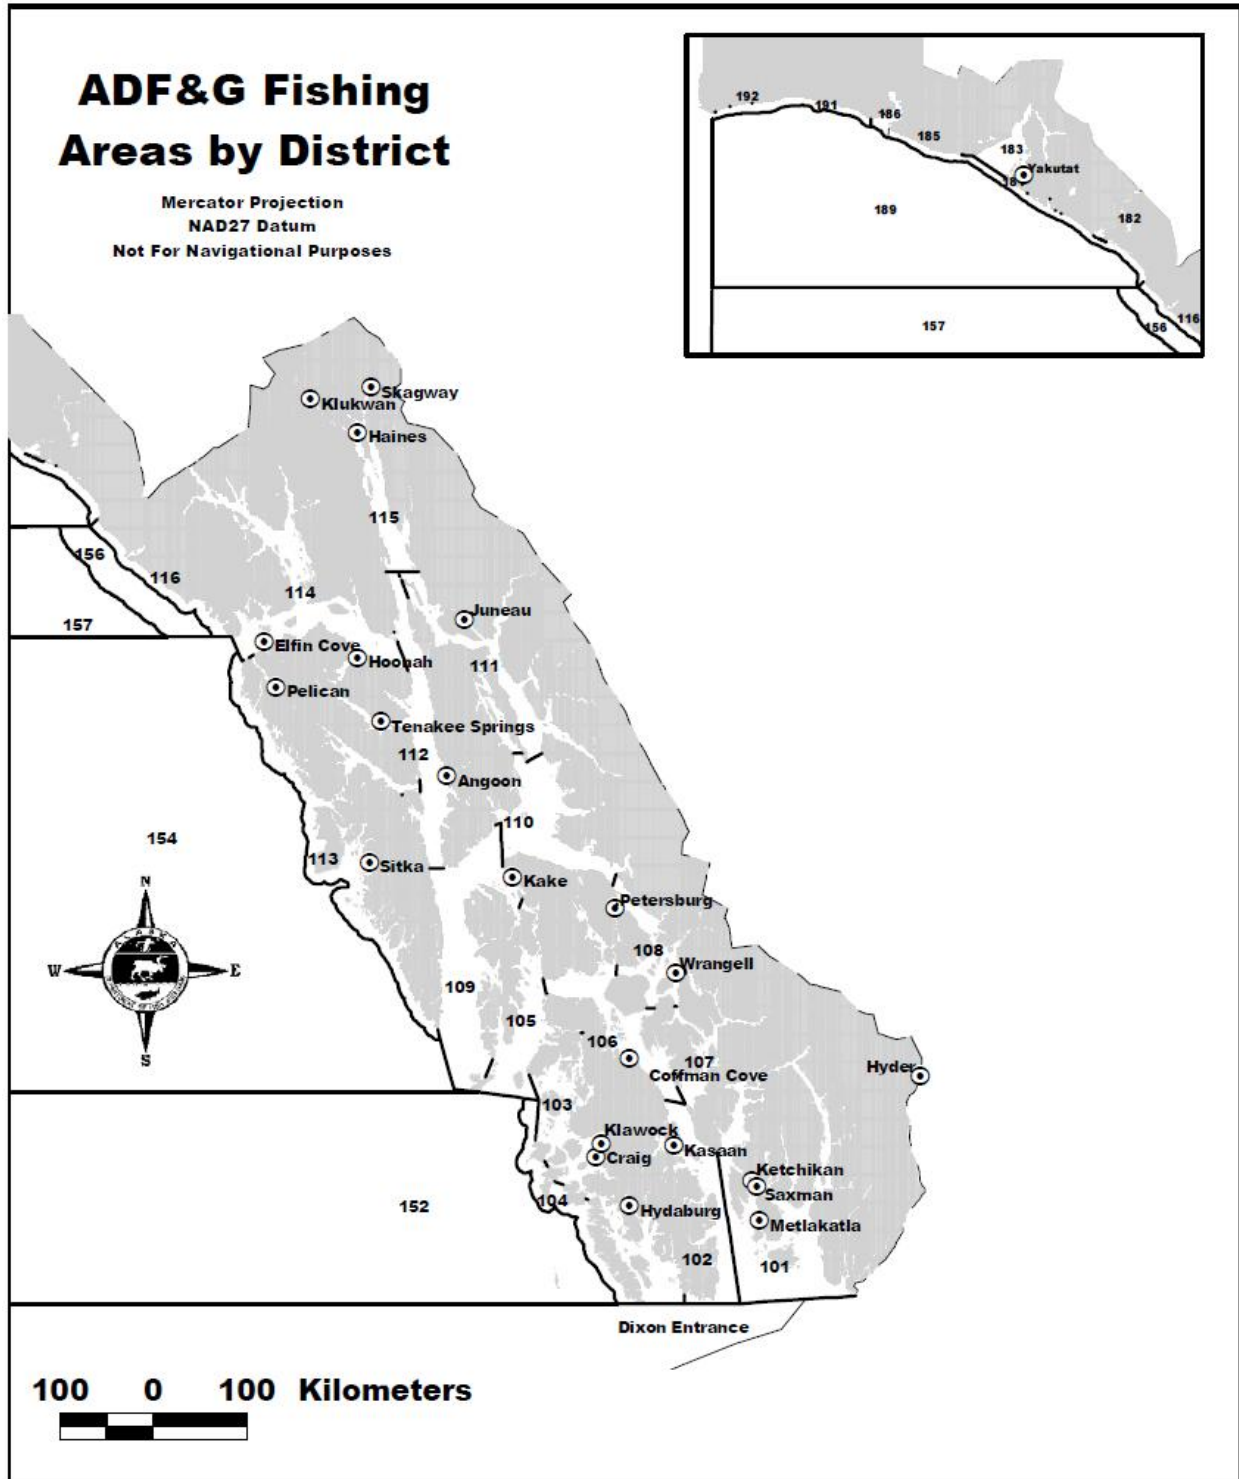 ADF&G Fishing
Areas by District
Mercator Projection
NAD27 Datum
Not For Navigational Purposes
192
191
186
185
183
Yakutat
189
182
157
156
116
Skagway
Klukwan
Haines
115
156
116
114
157
Juneau
Elfin Cove
Hoonah
111
Pelican
Tenakee Springs
112
Angoon
110
154
113
Sitka
Kake
N
Petersburg
ALASKA
108
Wrangell
W
E
109
105
106
S
107
Hyder
Coffman Cove
103
Klawock
Kasaan
Craig
Ketchikan
Saxman
104
152
Hydaburg
Metlakatla
102
101
Dixon Entrance
100 0 100 Kilometers